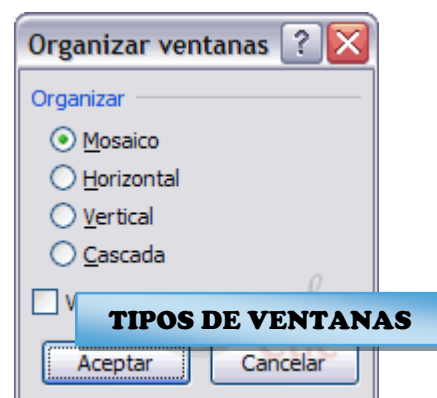 Organizar ventanas
Organizar
Mosaico
Horizontal
Vertical
Cascada
TIPOS DE VENTANAS
Aceptar
Cancelar